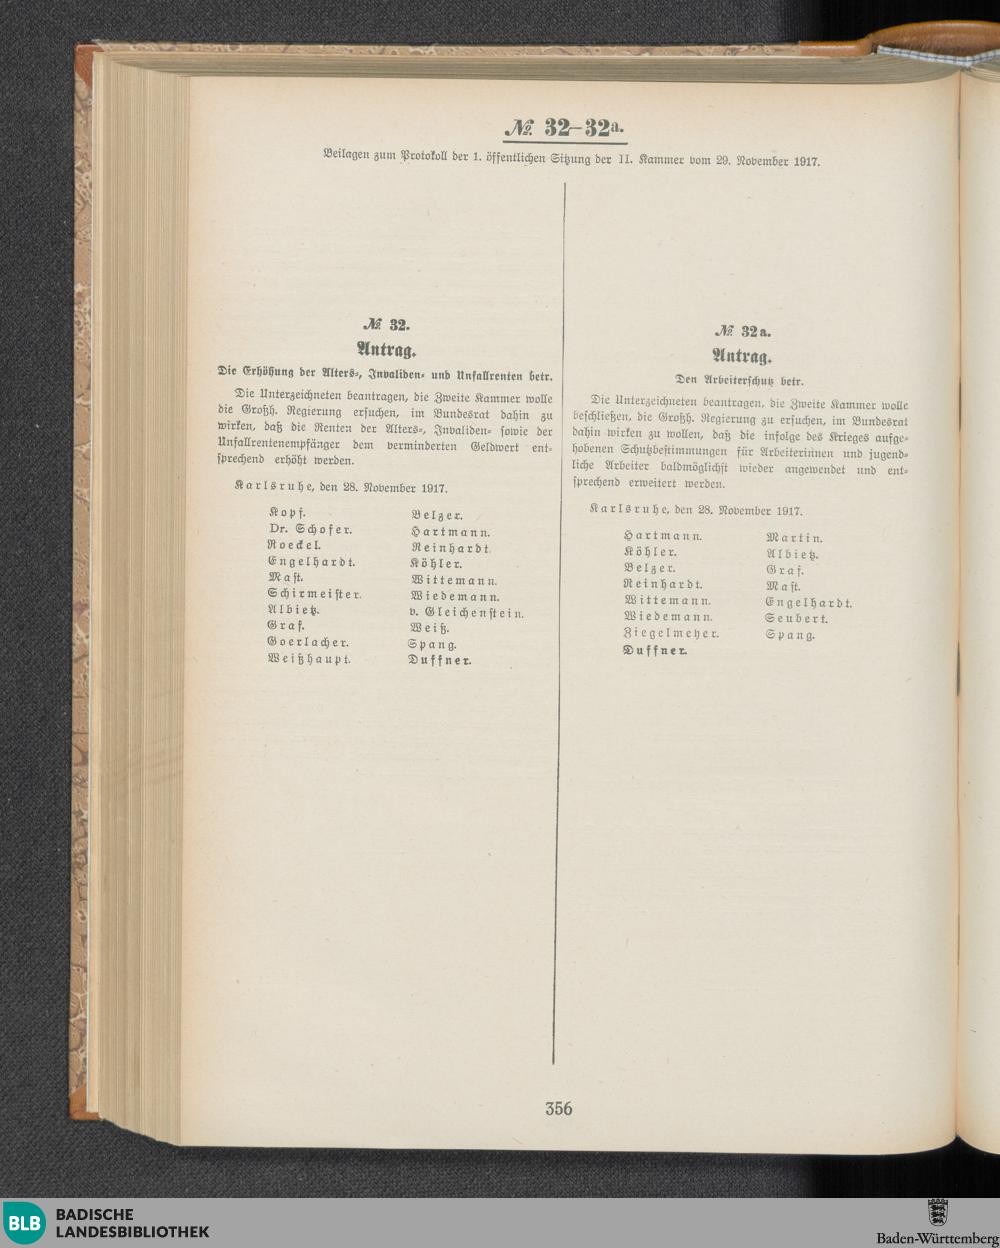 № 32–32a.
Beilagen zum Protokoll der 1. öffentlichen Sitzung der II. Kammer vom 29. November 1917.
№ 32.
Antrag.
Die Erhöhung der Alters-, Invaliden- und Unfallrenten betr.
Die Unterzeichneten beantragen, die Zweite Kammer wolle
die Großh. Regierung ersuchen, im Bundesrat dahin zu
wirken, daß die Renten der Alters-, Invaliden- sowie der
Unfallrentenempfänger dem verminderten Geldwert ent-
sprechend erhöht werden.
Karlsruhe, den 28. November 1917.
Kopf.
Dr. Schofer.
Roeckel.
Engelhardt.
Mast.
Schirmeister.
Albietz.
Graf.
Goerlacher.
Weißhaupt.
Belzer.
Hartmann.
Reinhardt.
Köhler.
Wittemann.
Wiedemann.
v. Gleichenstein.
Weiß.
Spang.
Duffner.
№ 32a.
Antrag.
Den Arbeiterschutz betr.
Die Unterzeichneten beantragen, die Zweite Kammer wolle
beschließen, die Großh. Regierung zu ersuchen, im Bundesrat
dahin wirken zu wollen, daß die infolge des Krieges aufge-
hobenen Schutzbestimmungen für Arbeiterinnen und jugend-
liche Arbeiter baldmöglichst wieder angewendet und ent-
sprechend erweitert werden.
Karlsruhe, den 28. November 1917.
Hartmann.
Köhler.
Belzer.
Reinhardt.
Wittemann.
Wiedemann.
Ziegelmeyer.
Duffner.
Martin.
Albietz.
Graf.
Mast.
Engelhardt.
Seubert.
Spang.
356
BLB
BADISCHE
LANDESBIBLIOTHEK
Baden-Württemberg